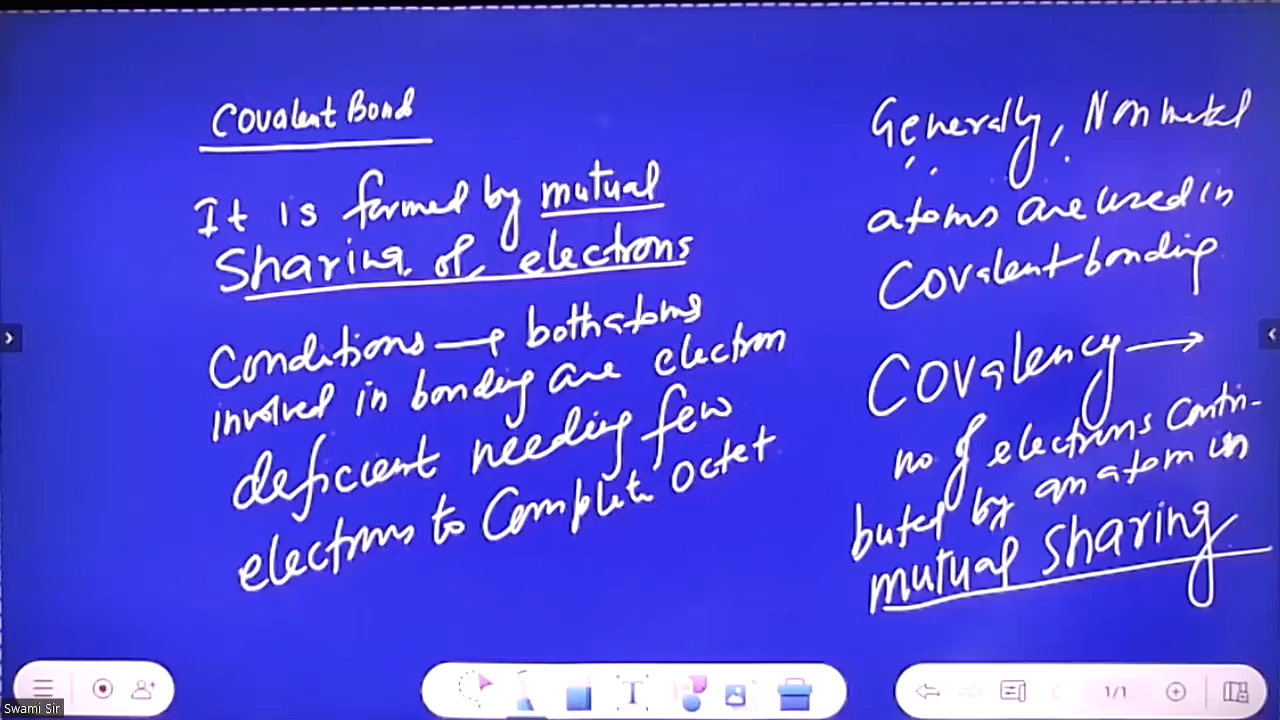 Covalent Bond
It is formed by mutual
Sharing of electrons
Conditions → both atoms
involved in bonding are electron
deficient needing few
electrons to Complete octet
Generally, Non metal
atoms are used in
Covalent bonding
Covalency →
no of electrons contri-
buted by an atom in
mutual sharing
1/1
Swami Sir